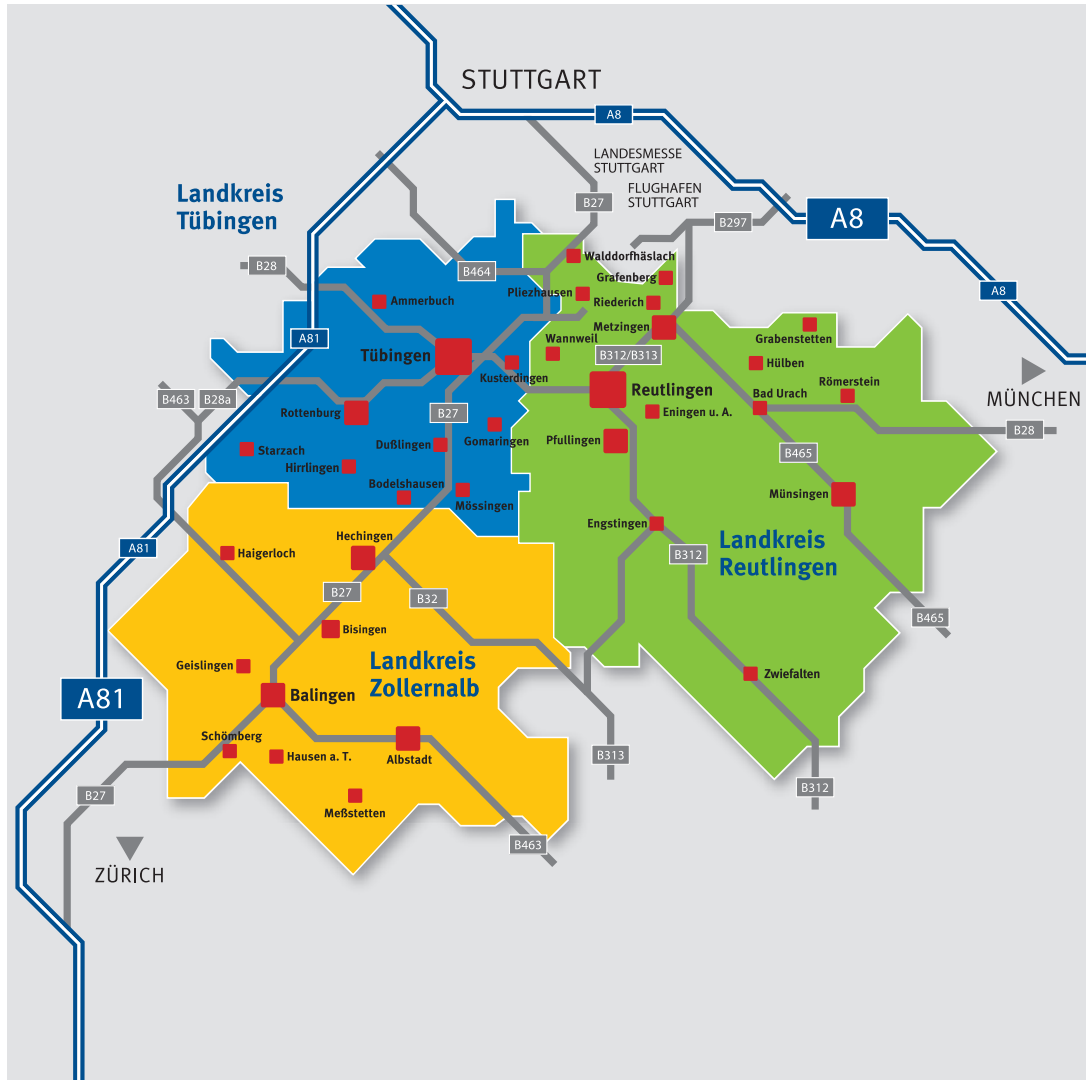 STUTTGART
A8
LANDESMESSE
STUTTGART
FLUGHAFEN
STUTTGART
Landkreis
Tübingen
B27
B297
A8
Walddorfhäslach
B28
B464
Grafenberg
A8
Ammerbuch
Pliezhausen
Riederich
Metzingen
A81
Wannweil
Grabenstetten
Tübingen
B312/B313
Hülben
Kusterdingen
Reutlingen
Römerstein
MÜNCHEN
B463
B28a
Bad Urach
Rottenburg
B27
Eningen u. A.
Gomaringen
B28
Dußlingen
Pfullingen
Starzach
B465
Hirrlingen
Bodelshausen
Mössingen
Münsingen
Engstingen
Hechingen
Landkreis
Reutlingen
A81
Haigerloch
B312
B27
B32
B465
Bisingen
Geislingen
Landkreis
Zollernalb
Zwiefalten
A81
Balingen
Schömberg
Hausen a. T.
Albstadt
B313
B312
B27
Meßstetten
B463
ZÜRICH